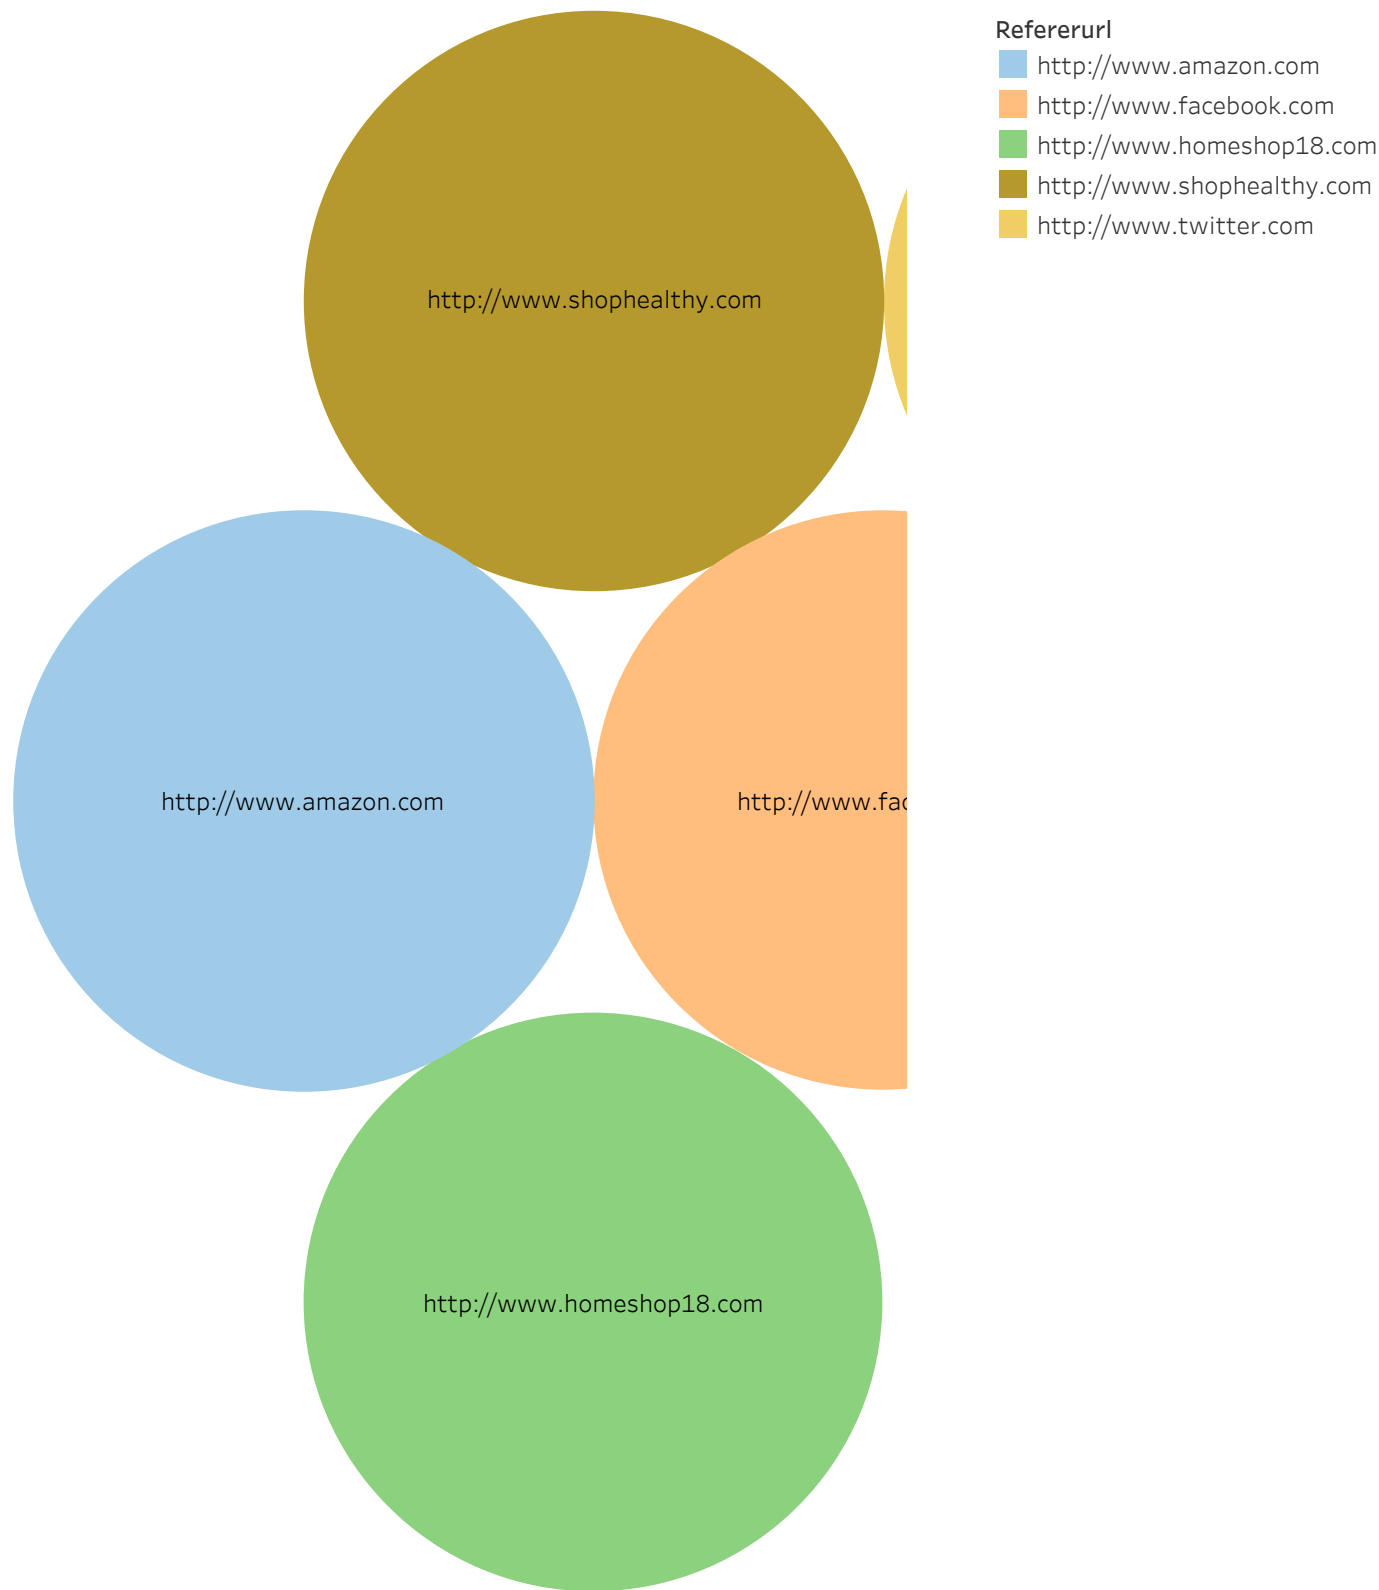 Refererurl
http://www.amazon.com
http://www.facebook.com
http://www.homeshop18.com
http://www.shophealthy.com
http://www.twitter.com
http://www.shophealthy.com
http://www.amazon.com
http://www.fac
http://www.homeshop18.com